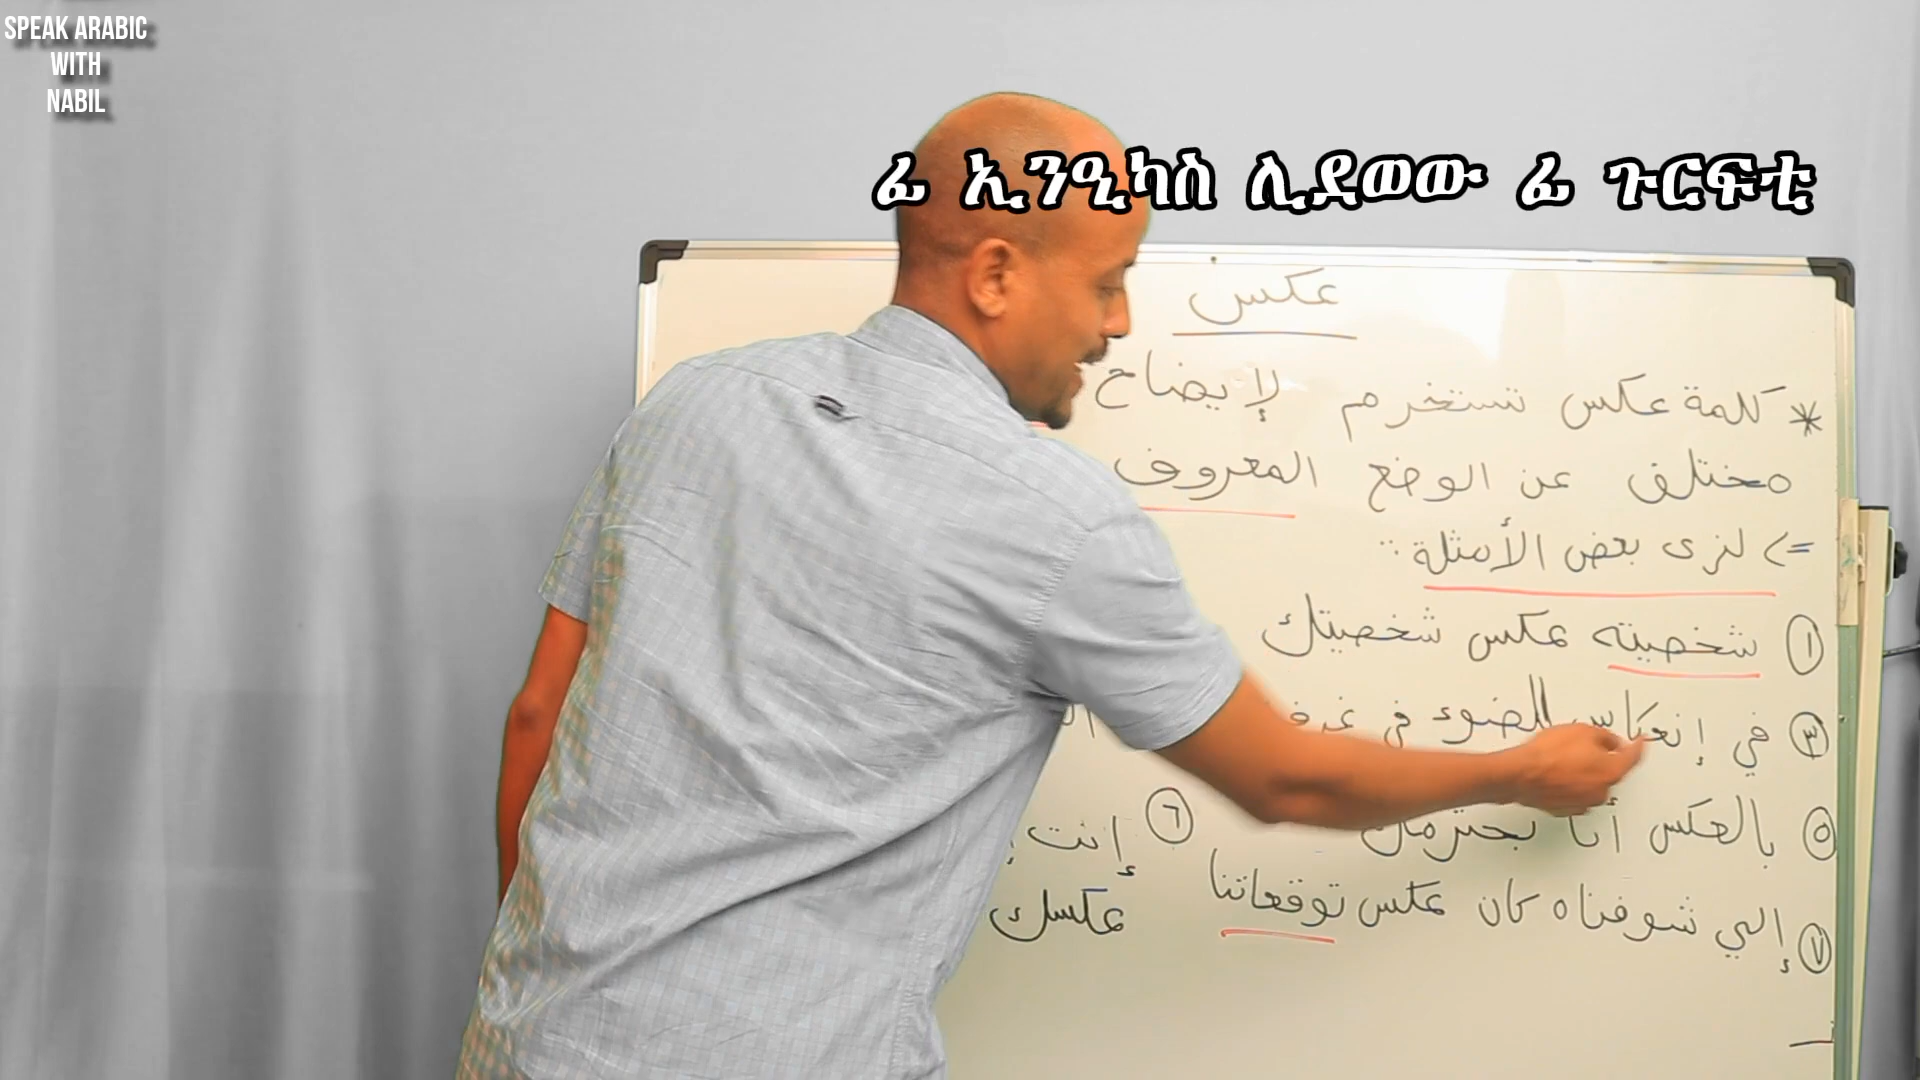 SPEAK ARABIC
WITH
NABIL
ፊ ኢንዒካስ ሊደወው ፊ ጉርፍቲ
عكس
* كلمة عكس تستخدم لإيضاح
مختلف عن الوضع المعروف
<= لنرى بعض الأمثلة..
١ شخصيته عكس شخصيتك
٣ في إنعكاس للضوء في
٥ بالعكس أنا بحترمك
٦ إنت
عكسك
٧ إلي شوفناه كان عكس توقعاتنا